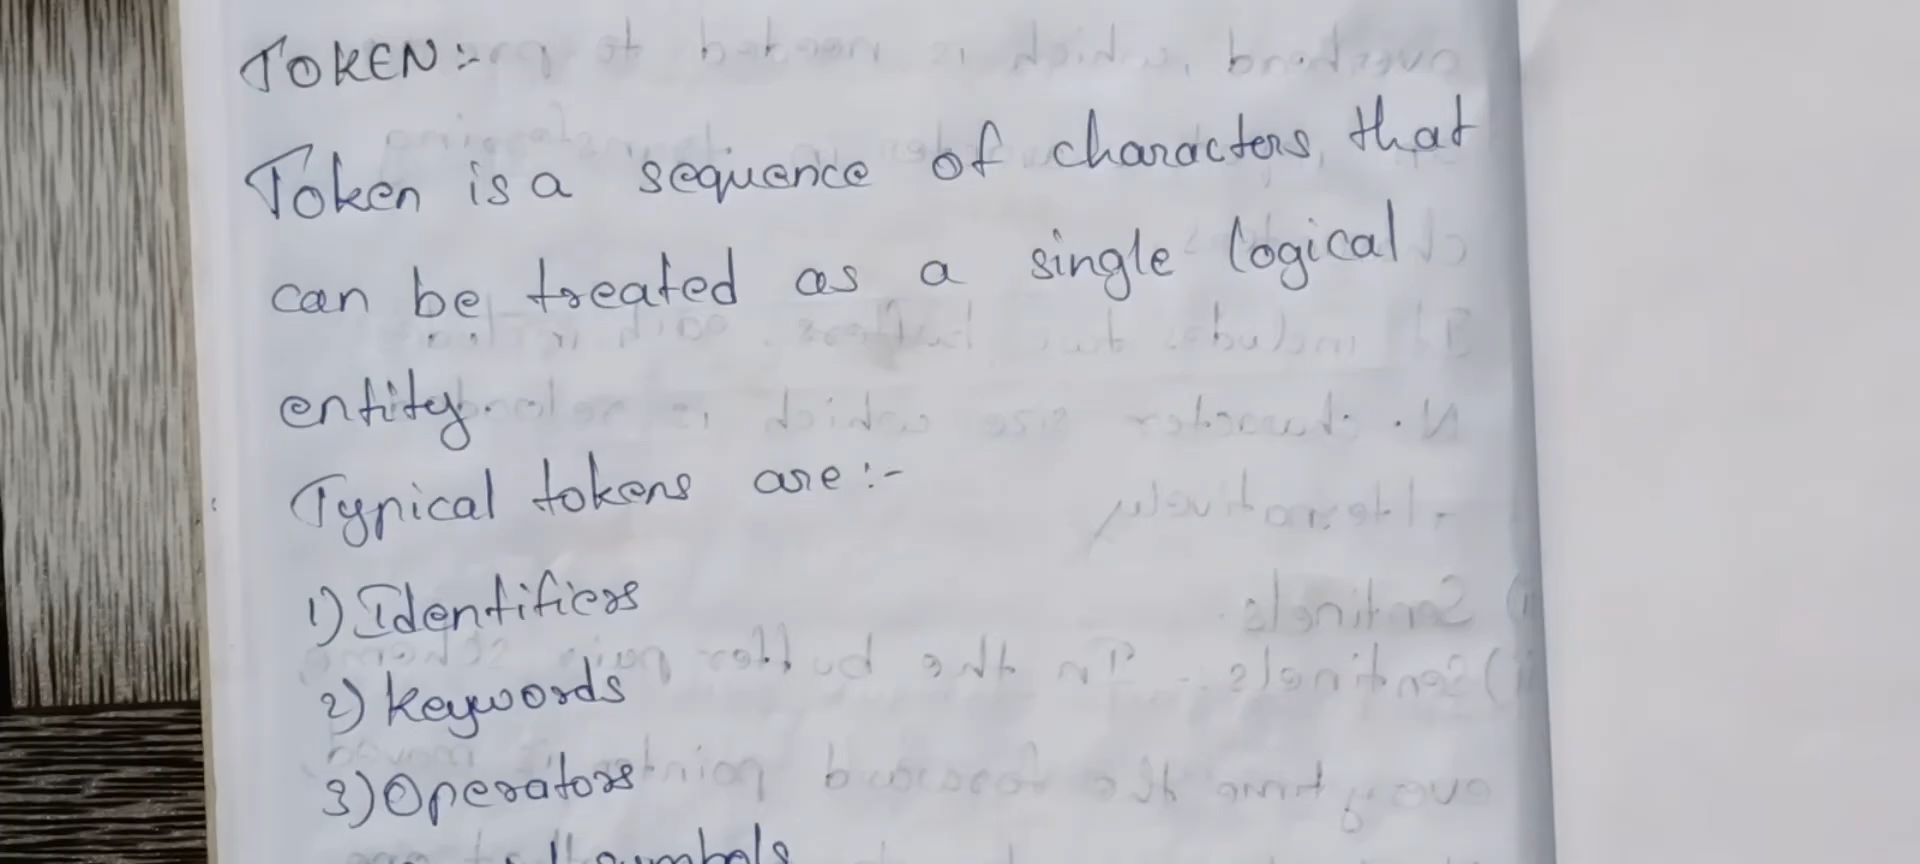 TOKEN:-
Token is a sequence of characters that
can be treated as a single logical
entity.
Typical tokens are:-
1) Identifiers
2) keywords
3) Operators
symbols